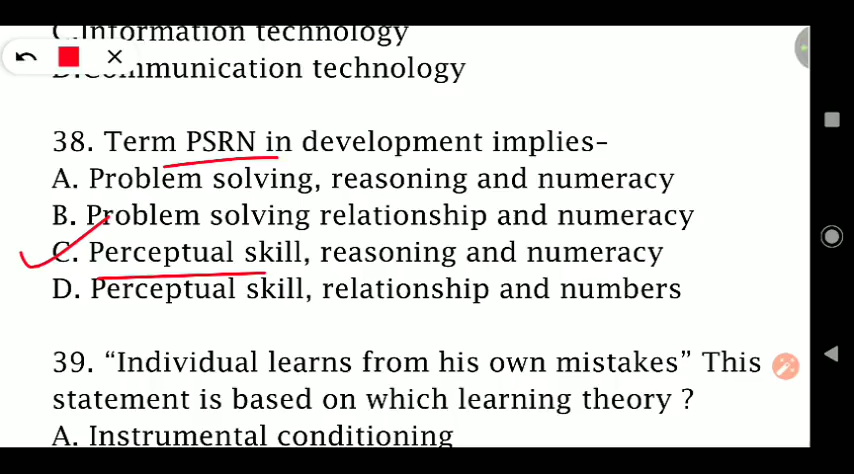 C.Information technology
D.Communication technology
38. Term PSRN in development implies-
A. Problem solving, reasoning and numeracy
B. Problem solving relationship and numeracy
C. Perceptual skill, reasoning and numeracy
D. Perceptual skill, relationship and numbers
39. “Individual learns from his own mistakes” This
statement is based on which learning theory ?
A. Instrumental conditioning